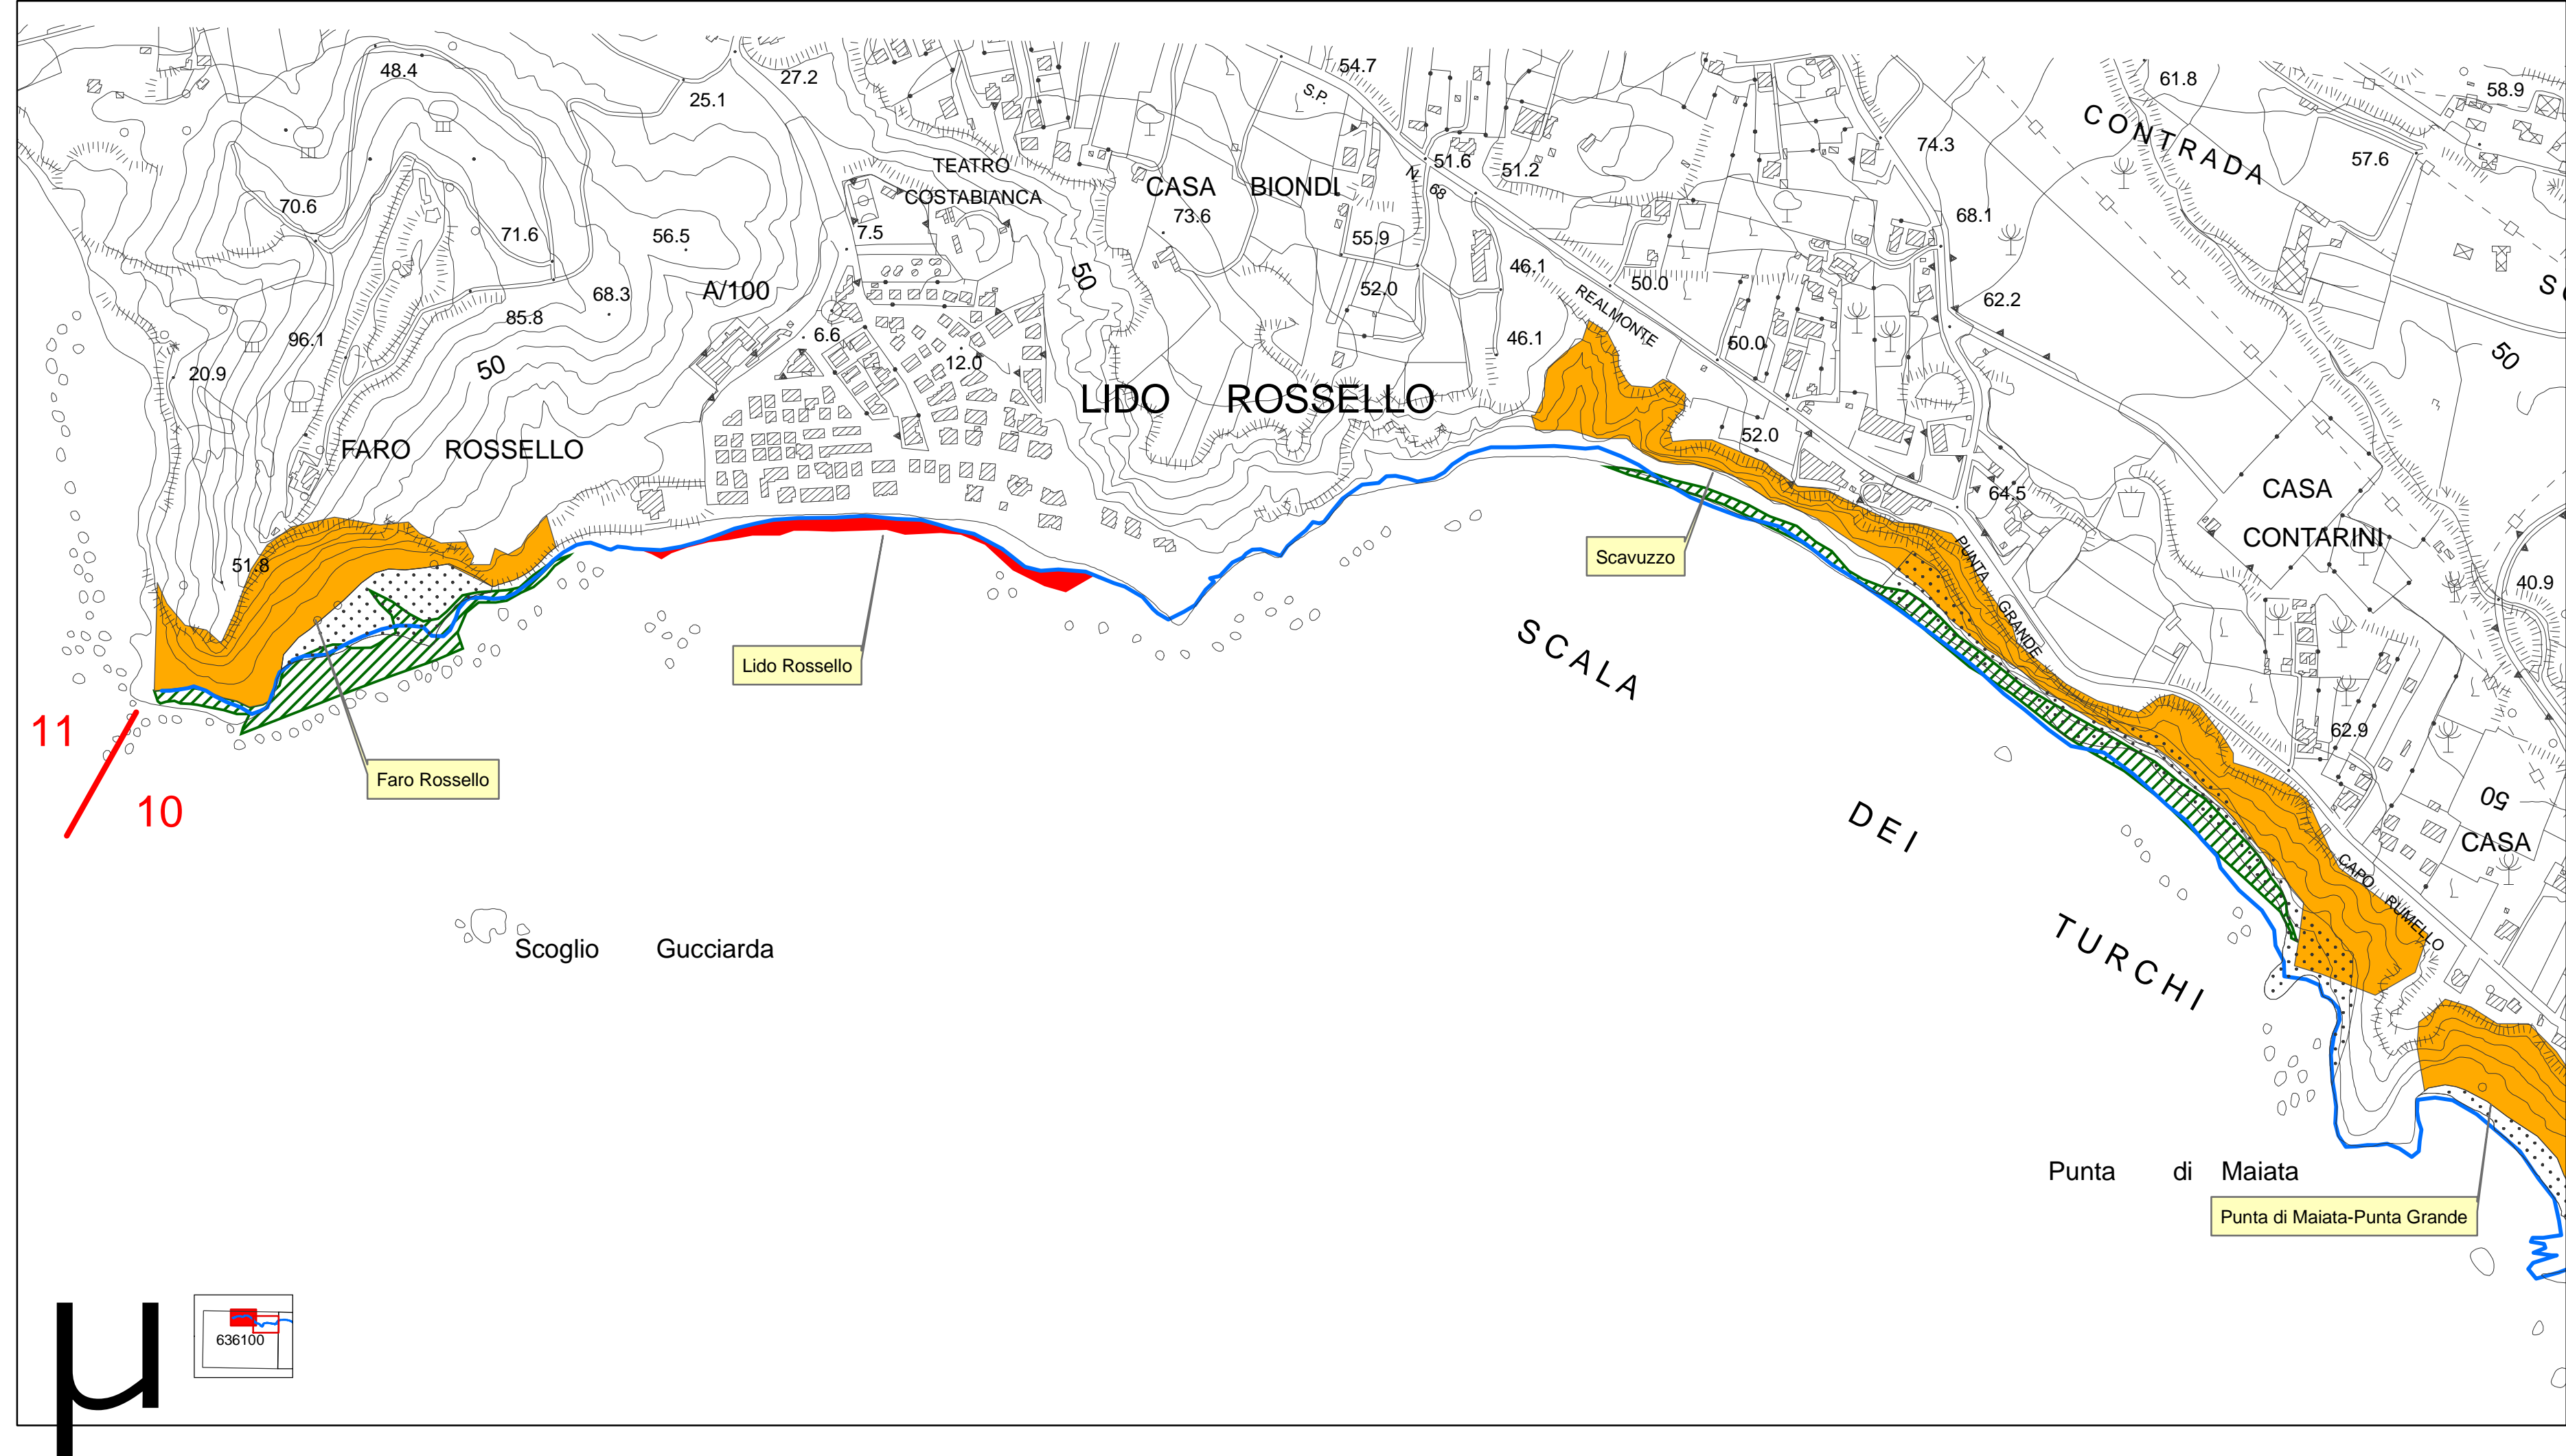 48.4
27.2
25.1
54.7
S.P.
61.8
58.9
CONTRADA
74.3
57.6
TEATRO
COSTABIANCA
CASA BIONDI
73.6
51.6
51.2
N. 68
70.6
71.6
56.5
7.5
55.9
68.1
46.1
50.0
50
A/100
68.3
52.0
REALMONTE
62.2
85.8
96.1
6.6
12.0
46.1
50.0
50
50
20.9
LIDO ROSSELLO
52.0
FARO ROSSELLO
64.5
CASA
CONTARINI
51.8
Scavuzzo
PUNTA GRANDE
40.9
Lido Rossello
SCALA
62.9
11
10
Faro Rossello
50
DEI
CASA
CAPO RUMELLO
TURCHI
Scoglio Gucciarda
Punta di Maiata
Punta di Maiata-Punta Grande
636100
µ